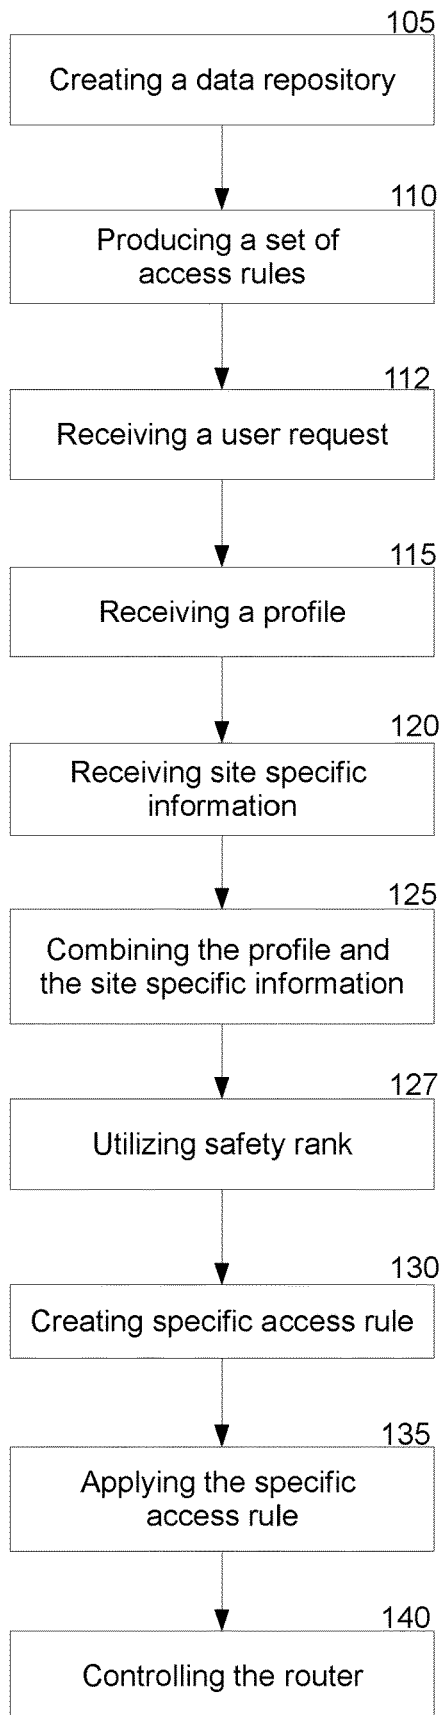 105
Creating a data repository
110
Producing a set of
access rules
112
Receiving a user request
115
Receiving a profile
120
Receiving site specific
information
125
Combining the profile and
the site specific information
127
Utilizing safety rank
130
Creating specific access rule
135
Applying the specific
access rule
140
Controlling the router